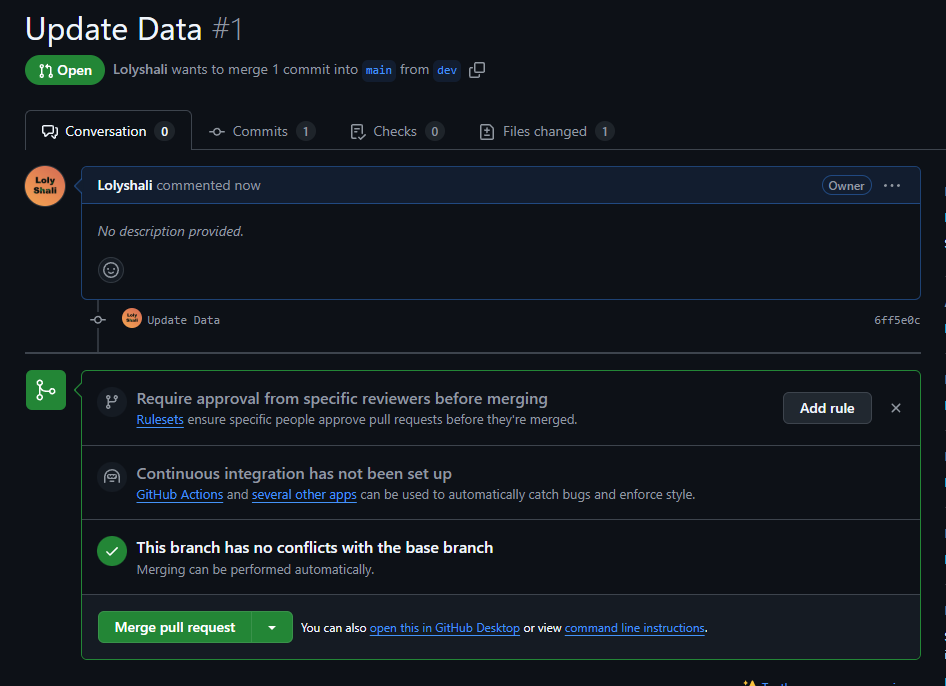 Update Data #1
Open Lolyshali wants to merge 1 commit into main from dev
Conversation 0 Commits 1 Checks 0 Files changed 1
Loly
Shali
Lolyshali commented now Owner
No description provided.
Loly
Shali
Update Data 6ff5e0c
Require approval from specific reviewers before merging
Rulesets ensure specific people approve pull requests before they're merged.
Add rule
Continuous integration has not been set up
GitHub Actions and several other apps can be used to automatically catch bugs and enforce style.
This branch has no conflicts with the base branch
Merging can be performed automatically.
Merge pull request You can also open this in GitHub Desktop or view command line instructions.